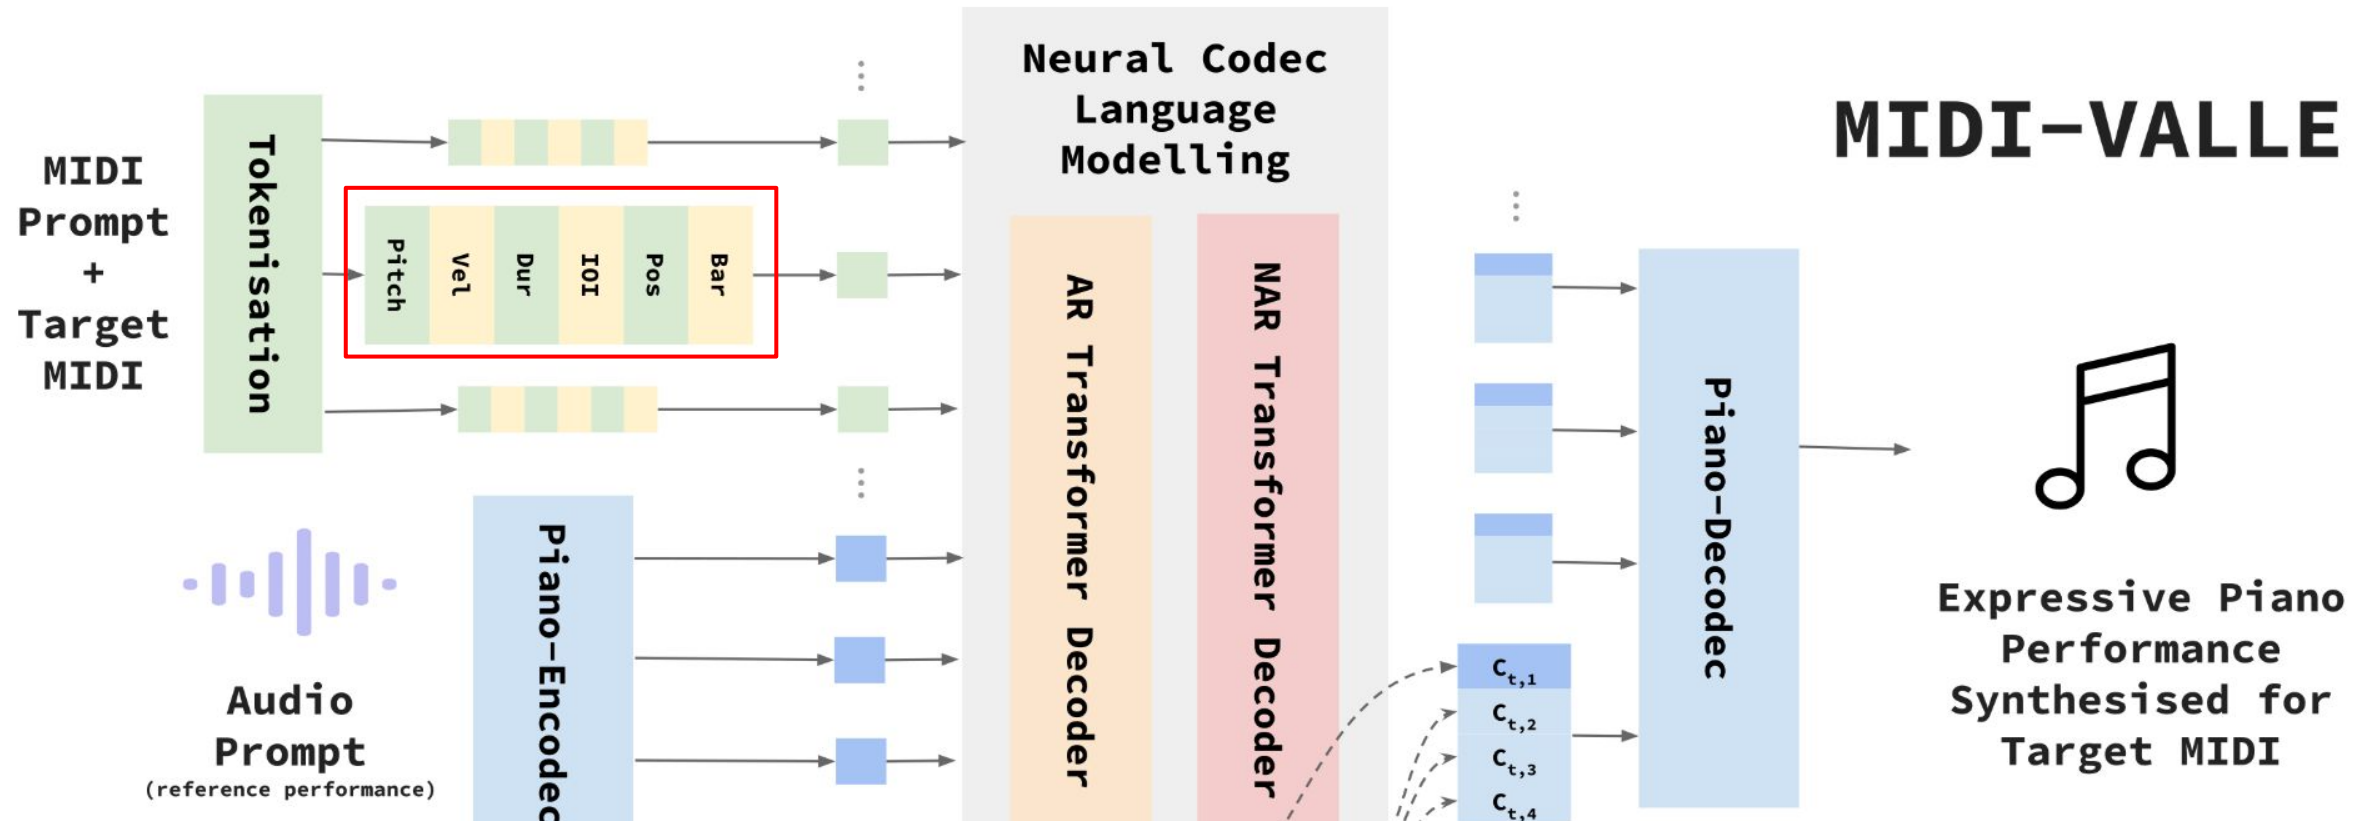 MIDI
Prompt
+
Target
MIDI
Tokenisation
Pitch
Vel
Dur
IOI
Pos
Bar
Audio
Prompt
(reference performance)
Piano-Encodec
Neural Codec
Language
Modelling
AR Transformer Decoder
NAR Transformer Decoder
Ct,1
Ct,2
Ct,3
Ct,4
Piano-Decodec
MIDI-VALLE
Expressive Piano
Performance
Synthesised for
Target MIDI